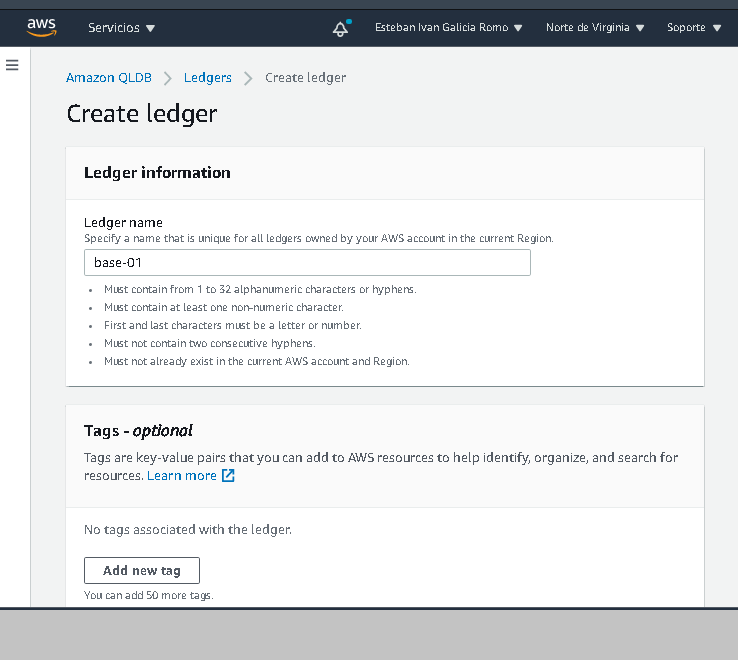 aws
Servicios
Esteban Ivan Galicia Romo
Norte de Virginia
Soporte
Amazon QLDB
Ledgers
Create ledger
Create ledger
Ledger information
Ledger name
Specify a name that is unique for all ledgers owned by your AWS account in the current Region.
base-01
Must contain from 1 to 32 alphanumeric characters or hyphens.
Must contain at least one non-numeric character.
First and last characters must be a letter or number.
Must not contain two consecutive hyphens.
Must not already exist in the current AWS account and Region.
Tags - optional
Tags are key-value pairs that you can add to AWS resources to help identify, organize, and search for
resources. Learn more
No tags associated with the ledger.
Add new tag
You can add 50 more tags.